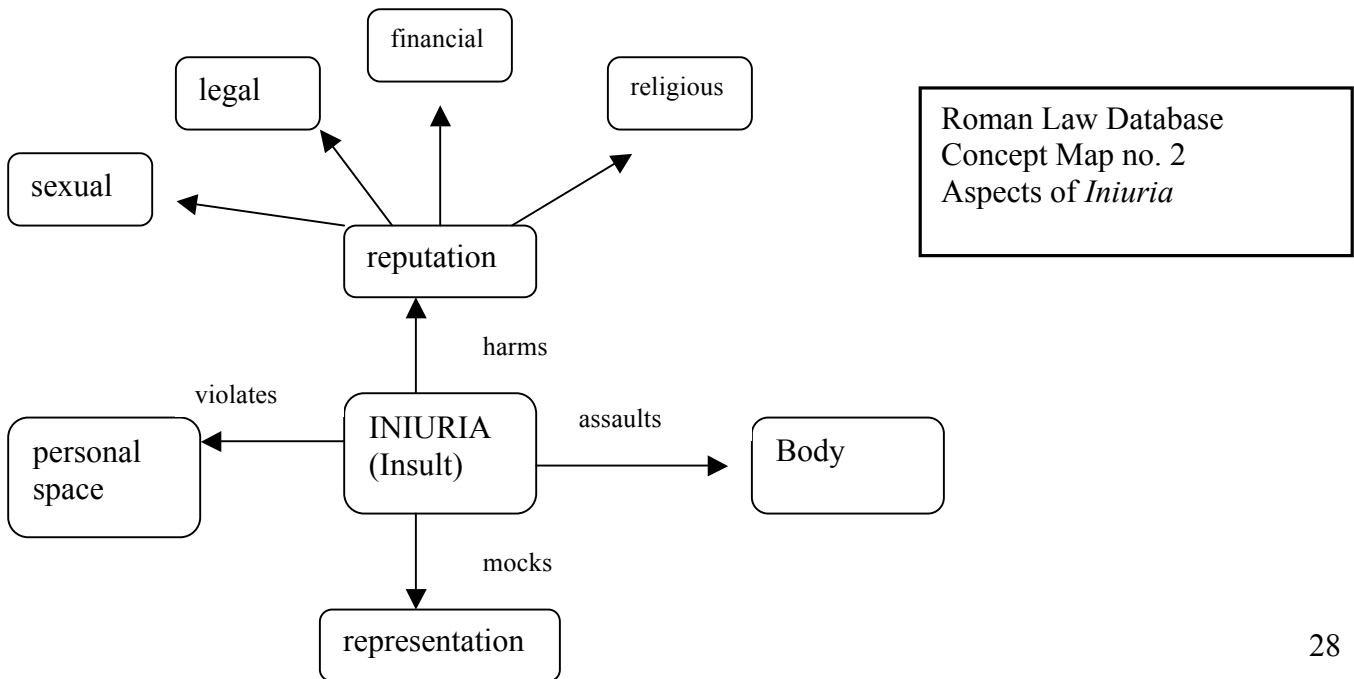 financial
legal
religious
sexual
reputation
harms
violates
INIURIA
(Insult)
assaults
personal
space
Body
mocks
representation
Roman Law Database
Concept Map no. 2
Aspects of Iniuria
28